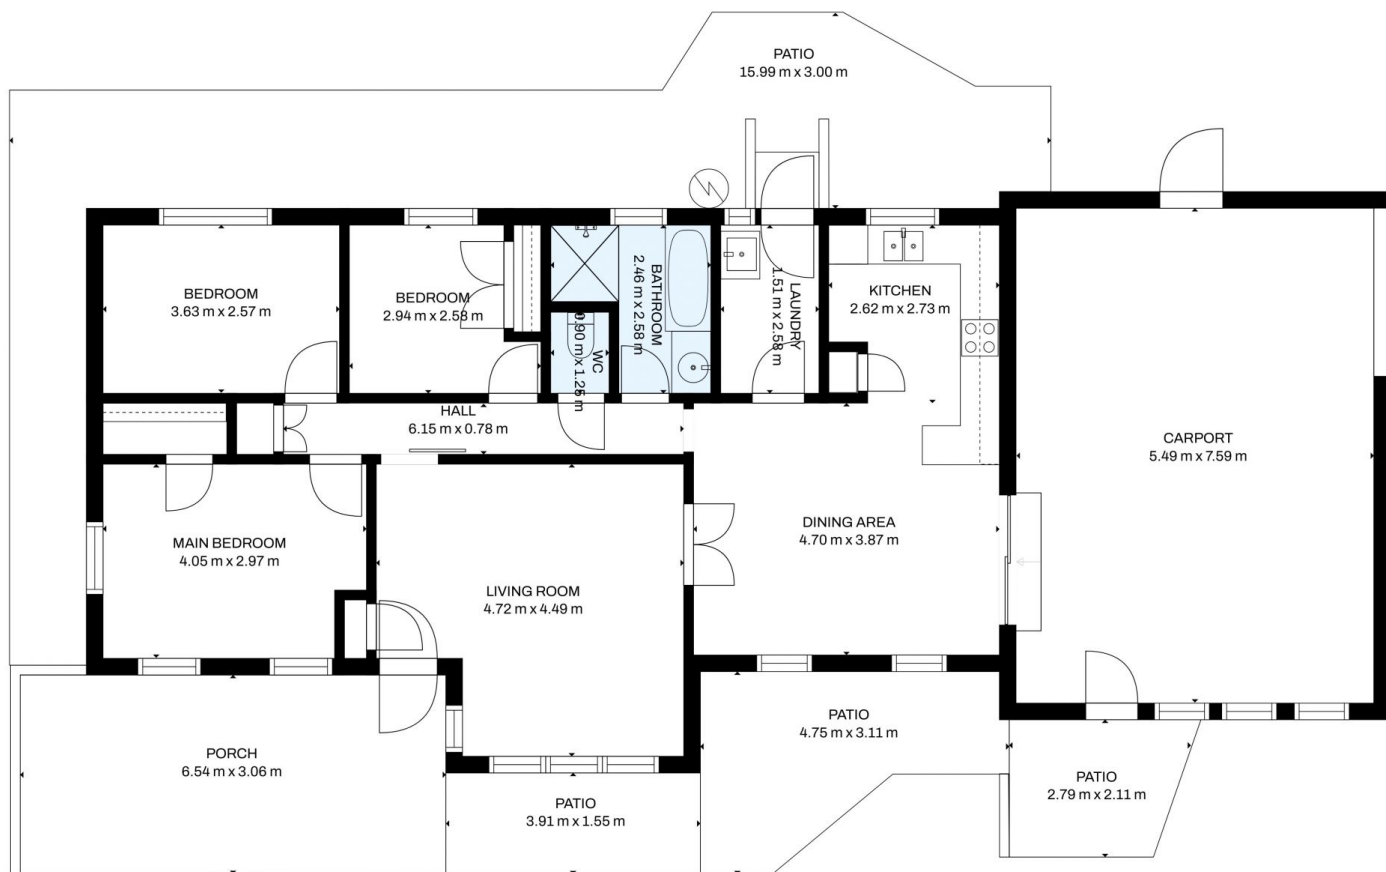 PATIO
15.99 m x 3.00 m
BEDROOM
3.63 m x 2.57 m
BEDROOM
2.94 m x 2.58 m
BATHROOM
2.46 m x 2.58 m
WC
0.90 m x 1.25 m
LAUNDRY
1.51 m x 2.58 m
KITCHEN
2.62 m x 2.73 m
HALL
6.15 m x 0.78 m
CARPORT
5.49 m x 7.59 m
MAIN BEDROOM
4.05 m x 2.97 m
LIVING ROOM
4.72 m x 4.49 m
DINING AREA
4.70 m x 3.87 m
PORCH
6.54 m x 3.06 m
PATIO
3.91 m x 1.55 m
PATIO
4.75 m x 3.11 m
PATIO
2.79 m x 2.11 m